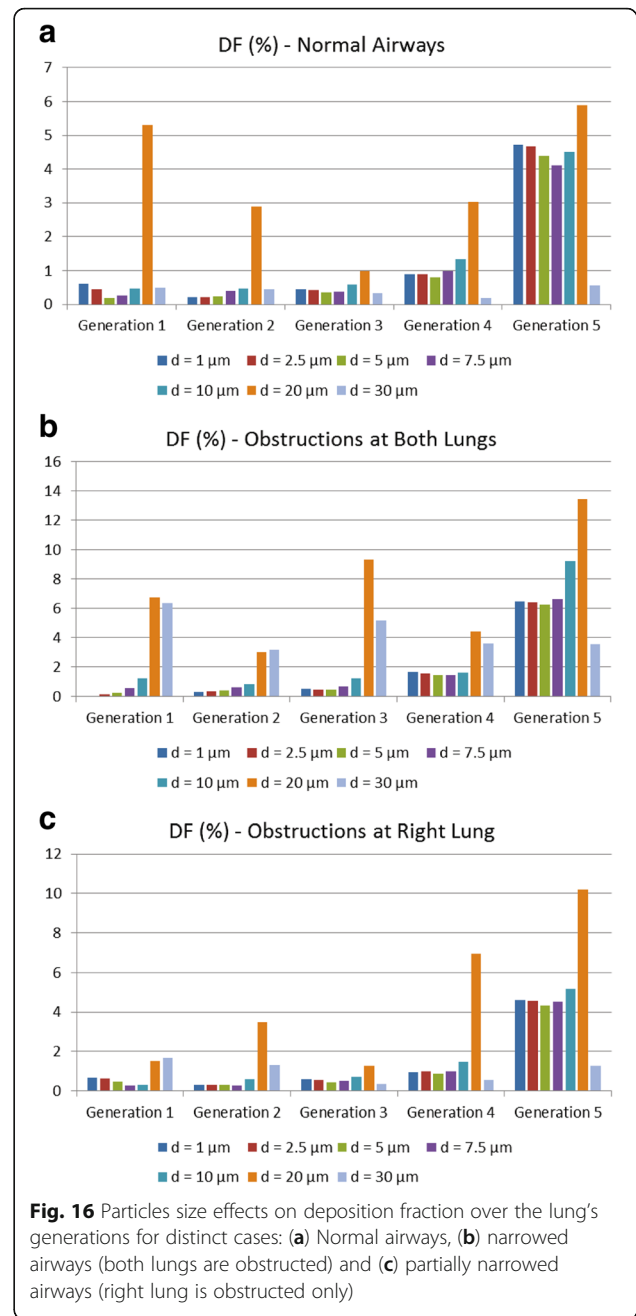 a
DF (%) - Normal Airways
7
6
5
4
3
2
1
0
Generation 1 Generation 2 Generation 3 Generation 4 Generation 5
d = 1 µm d = 2.5 µm d = 5 µm d = 7.5 µm
d = 10 µm d = 20 µm d = 30 µm
b
DF (%) - Obstructions at Both Lungs
16
14
12
10
8
6
4
2
0
Generation 1 Generation 2 Generation 3 Generation 4 Generation 5
d = 1 µm d = 2.5 µm d = 5 µm d = 7.5 µm
d = 10 µm d = 20 µm d = 30 µm
c
DF (%) - Obstructions at Right Lung
12
10
8
6
4
2
0
Generation 1 Generation 2 Generation 3 Generation 4 Generation 5
d = 1 µm d = 2.5 µm d = 5 µm d = 7.5 µm
d = 10 µm d = 20 µm d = 30 µm
Fig. 16 Particles size effects on deposition fraction over the lung's
generations for distinct cases: (a) Normal airways, (b) narrowed
airways (both lungs are obstructed) and (c) partially narrowed
airways (right lung is obstructed only)